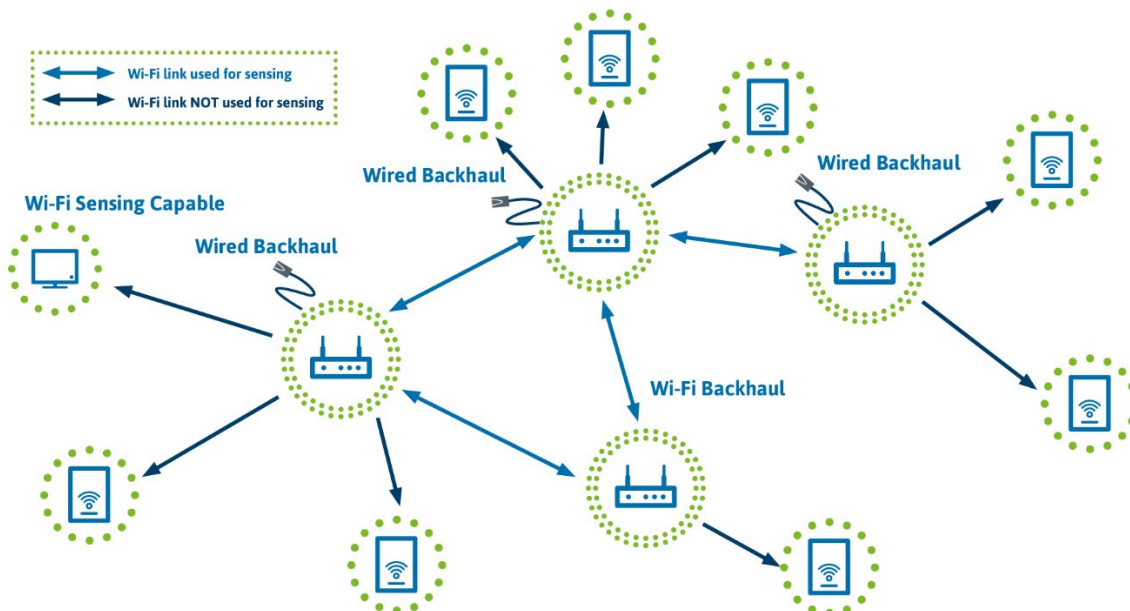 Wi-Fi link used for sensing
Wi-Fi link NOT used for sensing
Wired Backhaul
Wired Backhaul
Wi-Fi Sensing Capable
Wired Backhaul
Wi-Fi Backhaul